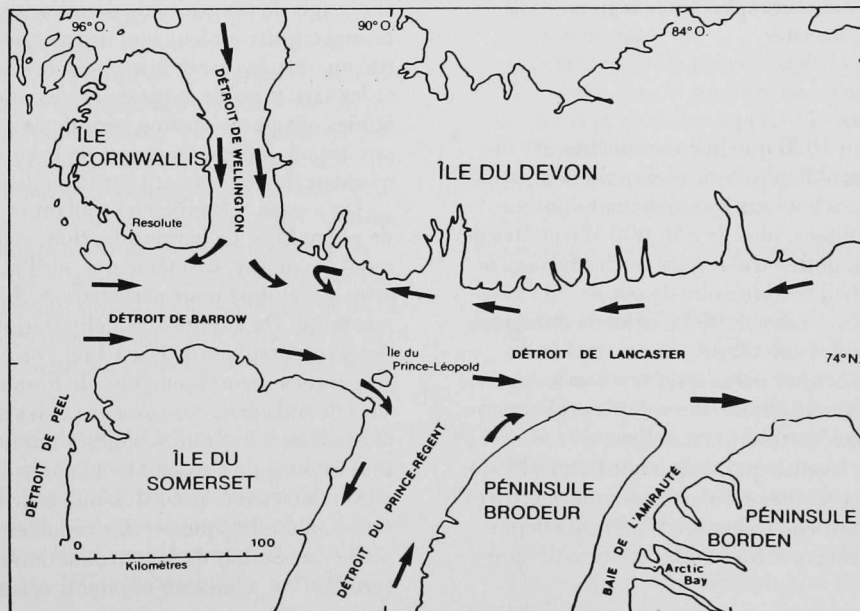 96°O.
90°O.
84°O.
DÉTROIT DE WELLINGTON
ÎLE
CORNWALLIS
ÎLE DU DEVON
Résolute
DÉTROIT DE BARROW
Île du
Prince-Léopold
DÉTROIT DE LANCASTER
74°N.
DÉTROIT DE PEEL
ÎLE DU
SOMERSET
DÉTROIT DU PRINCE-RÉGENT
PÉNINSULE
BRODEUR
BAIE DE L'AMIRAUTÉ
PÉNINSULE
BORDEN
Arctic
Bay
0 100
Kilomètres